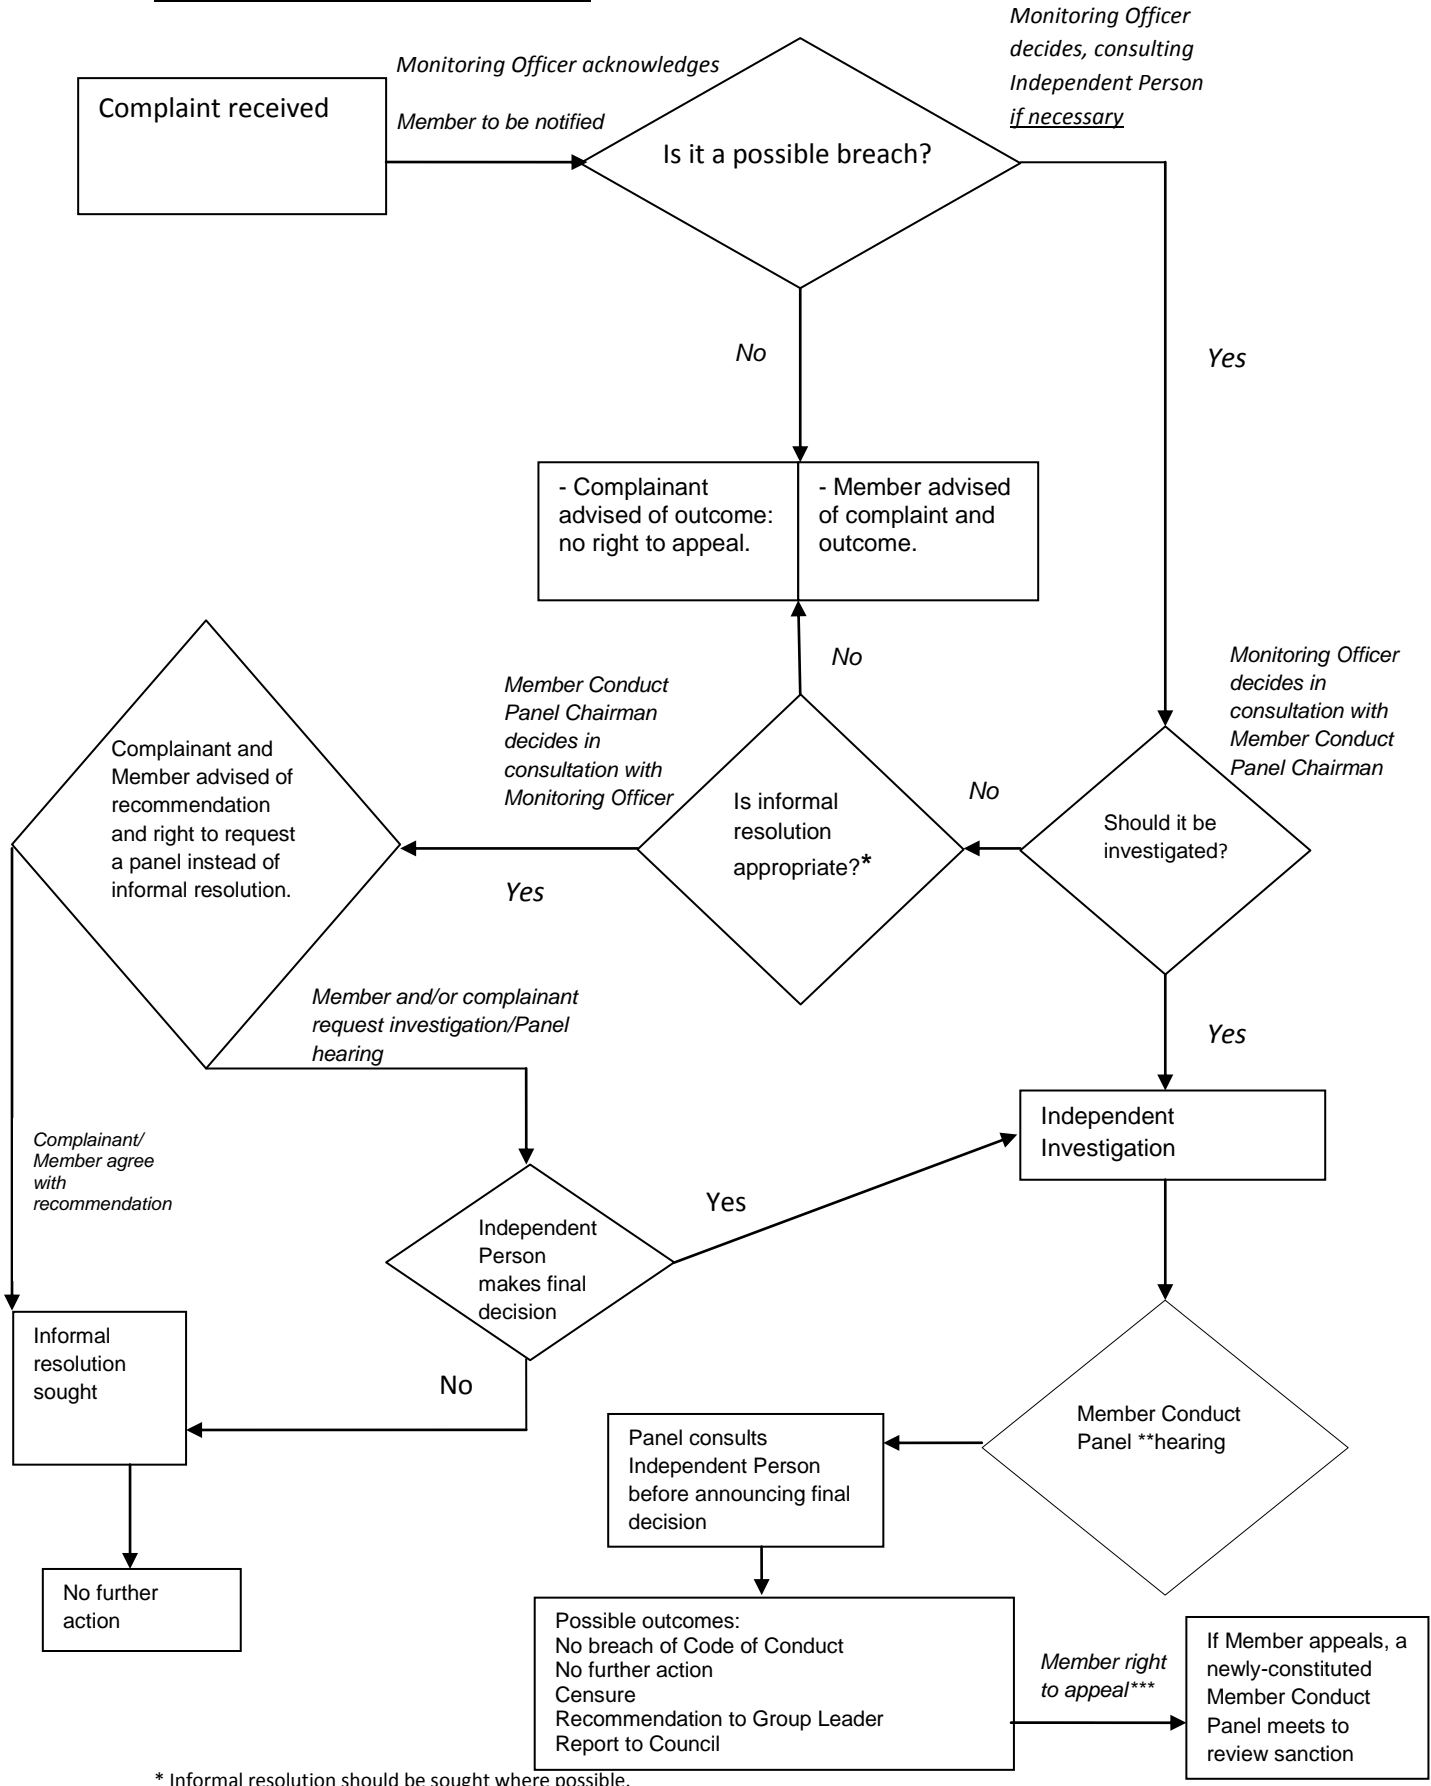 Monitoring Officer
decides, consulting
Independent Person
if necessary
Monitoring Officer acknowledges
Complaint received
Member to be notified
Is it a possible breach?
No
Yes
- Complainant
advised of outcome:
no right to appeal.
- Member advised
of complaint and
outcome.
No
Monitoring Officer
decides in
consultation with
Member Conduct
Panel Chairman
Member Conduct
Panel Chairman
decides in
consultation with
Monitoring Officer
Complainant and
Member advised of
recommendation
and right to request
a panel instead of
informal resolution.
Is informal
resolution
appropriate?*
No
Should it be
investigated?
Yes
Member and/or complainant
request investigation/Panel
hearing
Yes
Independent
Investigation
Complainant/
Member agree
with
recommendation
Yes
Independent
Person
makes final
decision
Informal
resolution
sought
No
Member Conduct
Panel **hearing
Panel consults
Independent Person
before announcing final
decision
No further
action
Possible outcomes:
No breach of Code of Conduct
No further action
Censure
Recommendation to Group Leader
Report to Council
Member right
to appeal***
If Member appeals, a
newly-constituted
Member Conduct
Panel meets to
review sanction
* Informal resolution should be sought where possible.